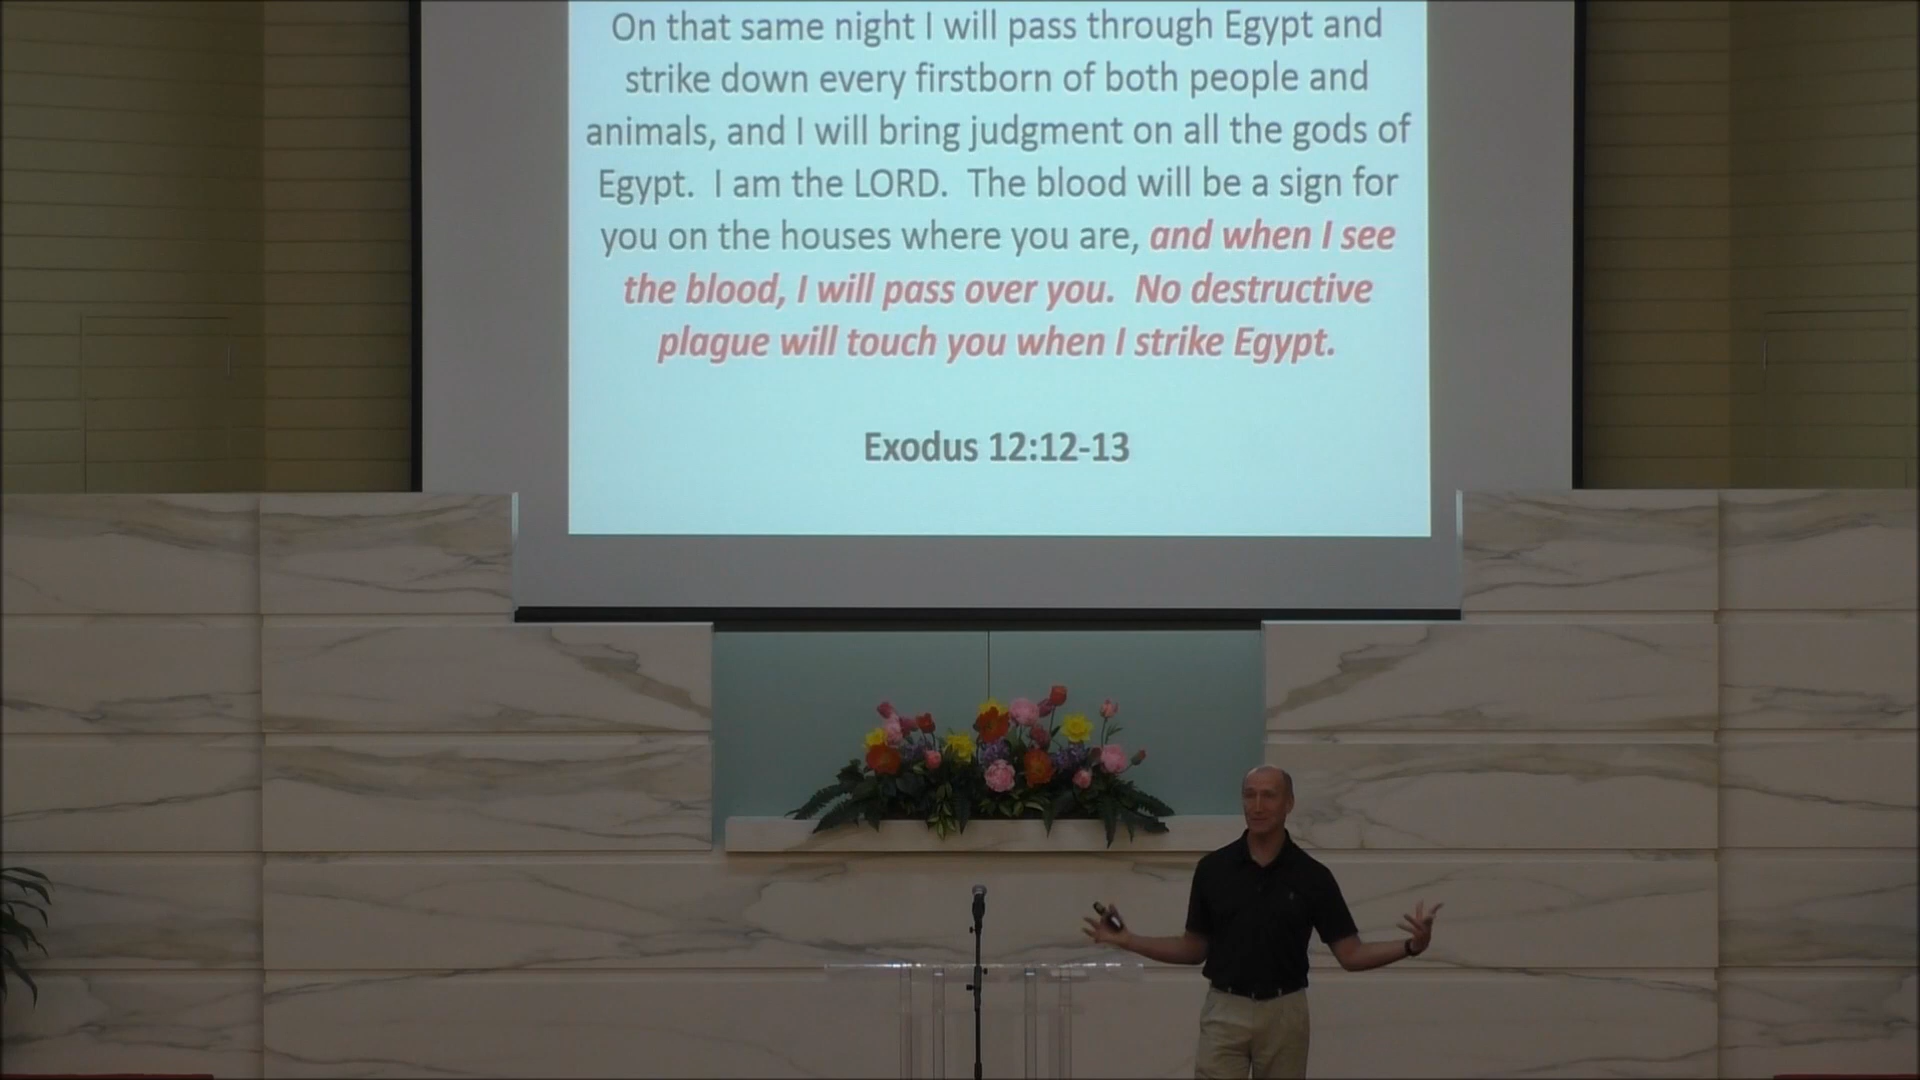 On that same night I will pass through Egypt and
strike down every firstborn of both people and
animals, and I will bring judgment on all the gods of
Egypt.  I am the LORD.  The blood will be a sign for
you on the houses where you are, and when I see
the blood, I will pass over you.  No destructive
plague will touch you when I strike Egypt.
Exodus 12:12-13